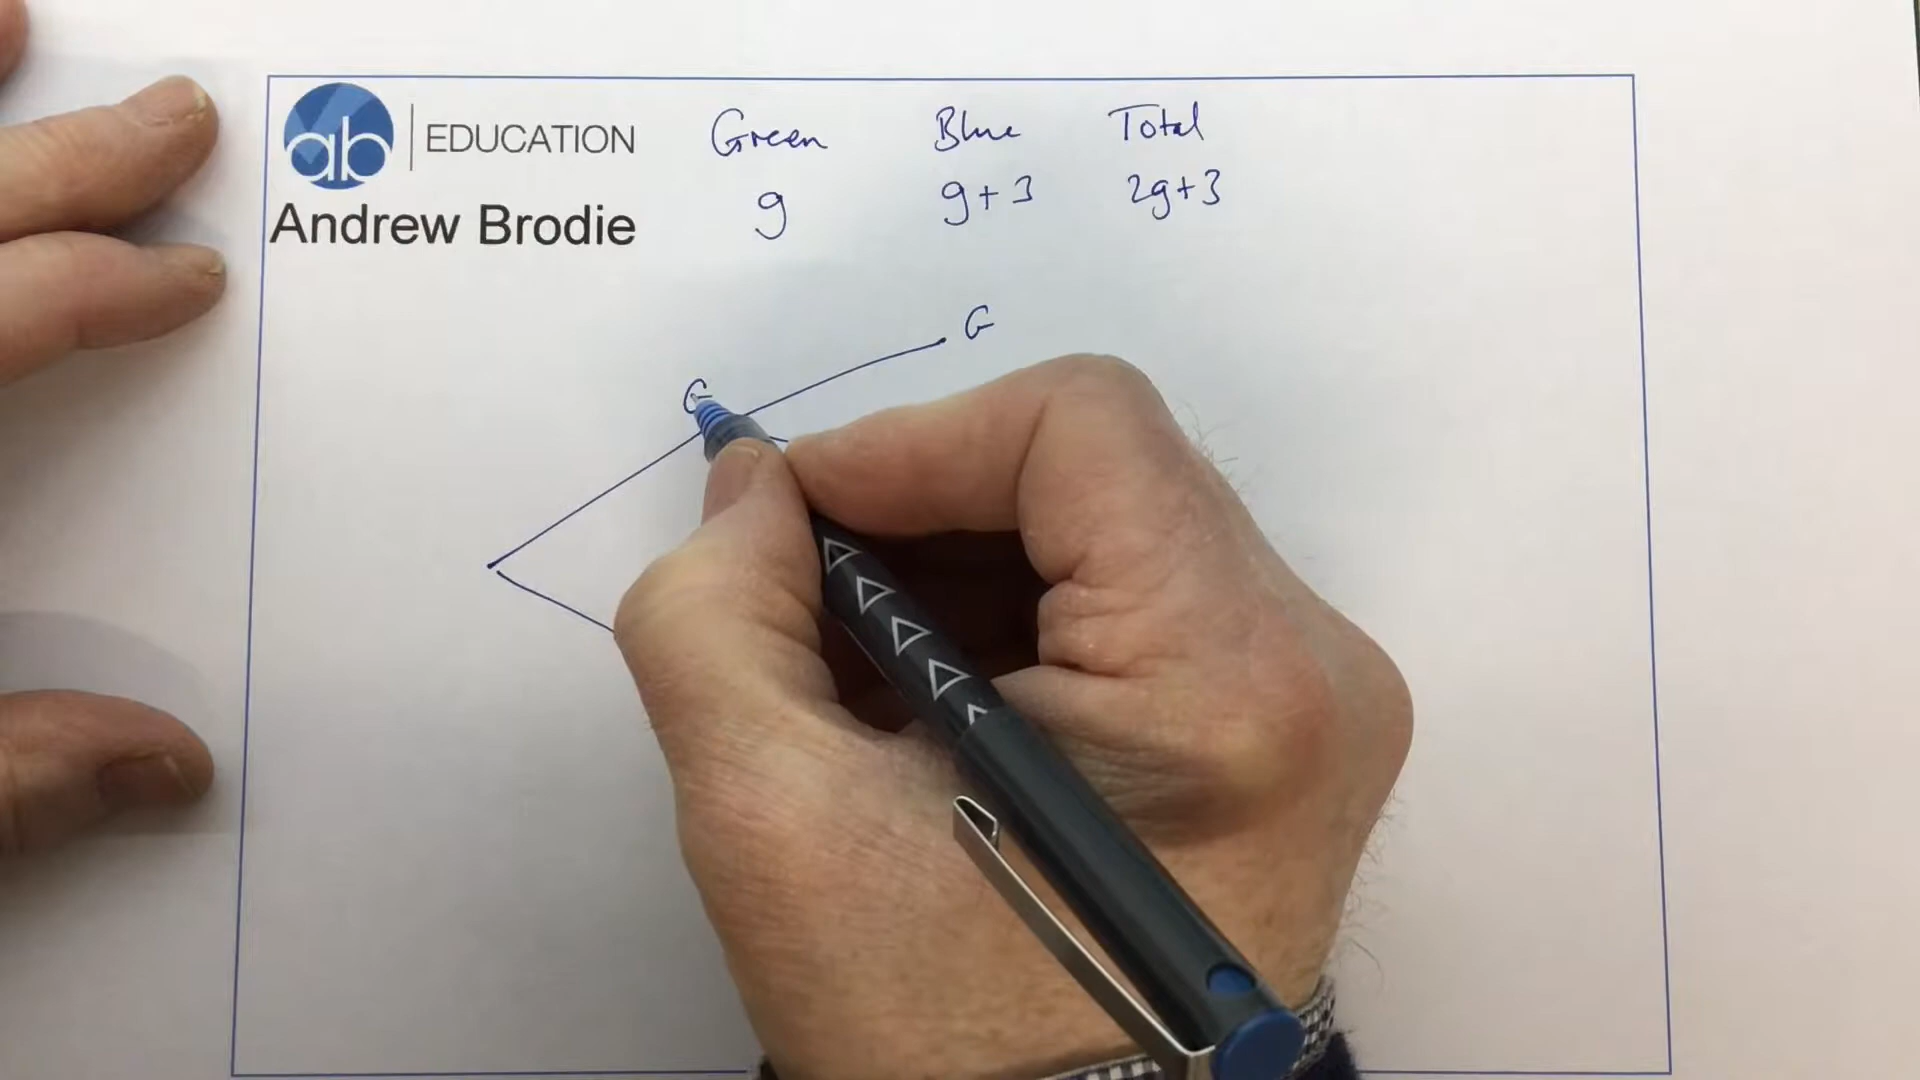 ab EDUCATION
Andrew Brodie
Green Blue Total
g g+3 2g+3
G
G